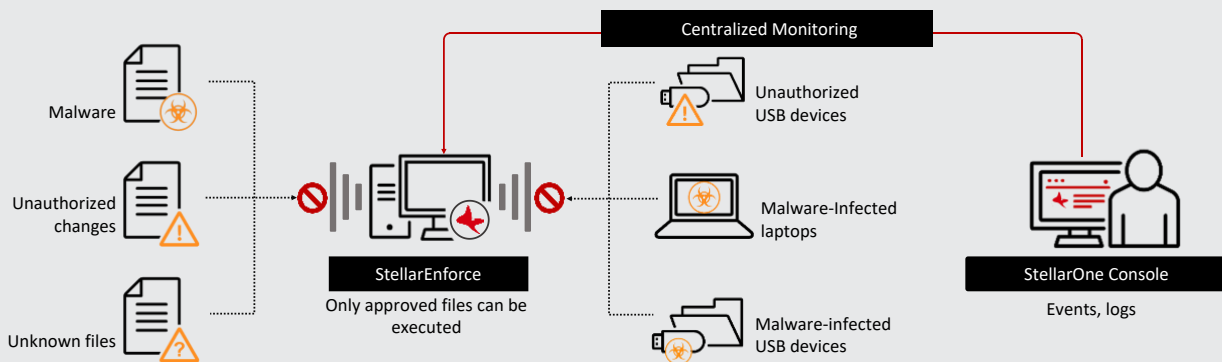 Centralized Monitoring
Malware
Unauthorized
changes
Unknown files
StellarEnforce
Only approved files can be
executed
Unauthorized
USB devices
Malware-Infected
laptops
Malware-infected
USB devices
StellarOne Console
Events, logs